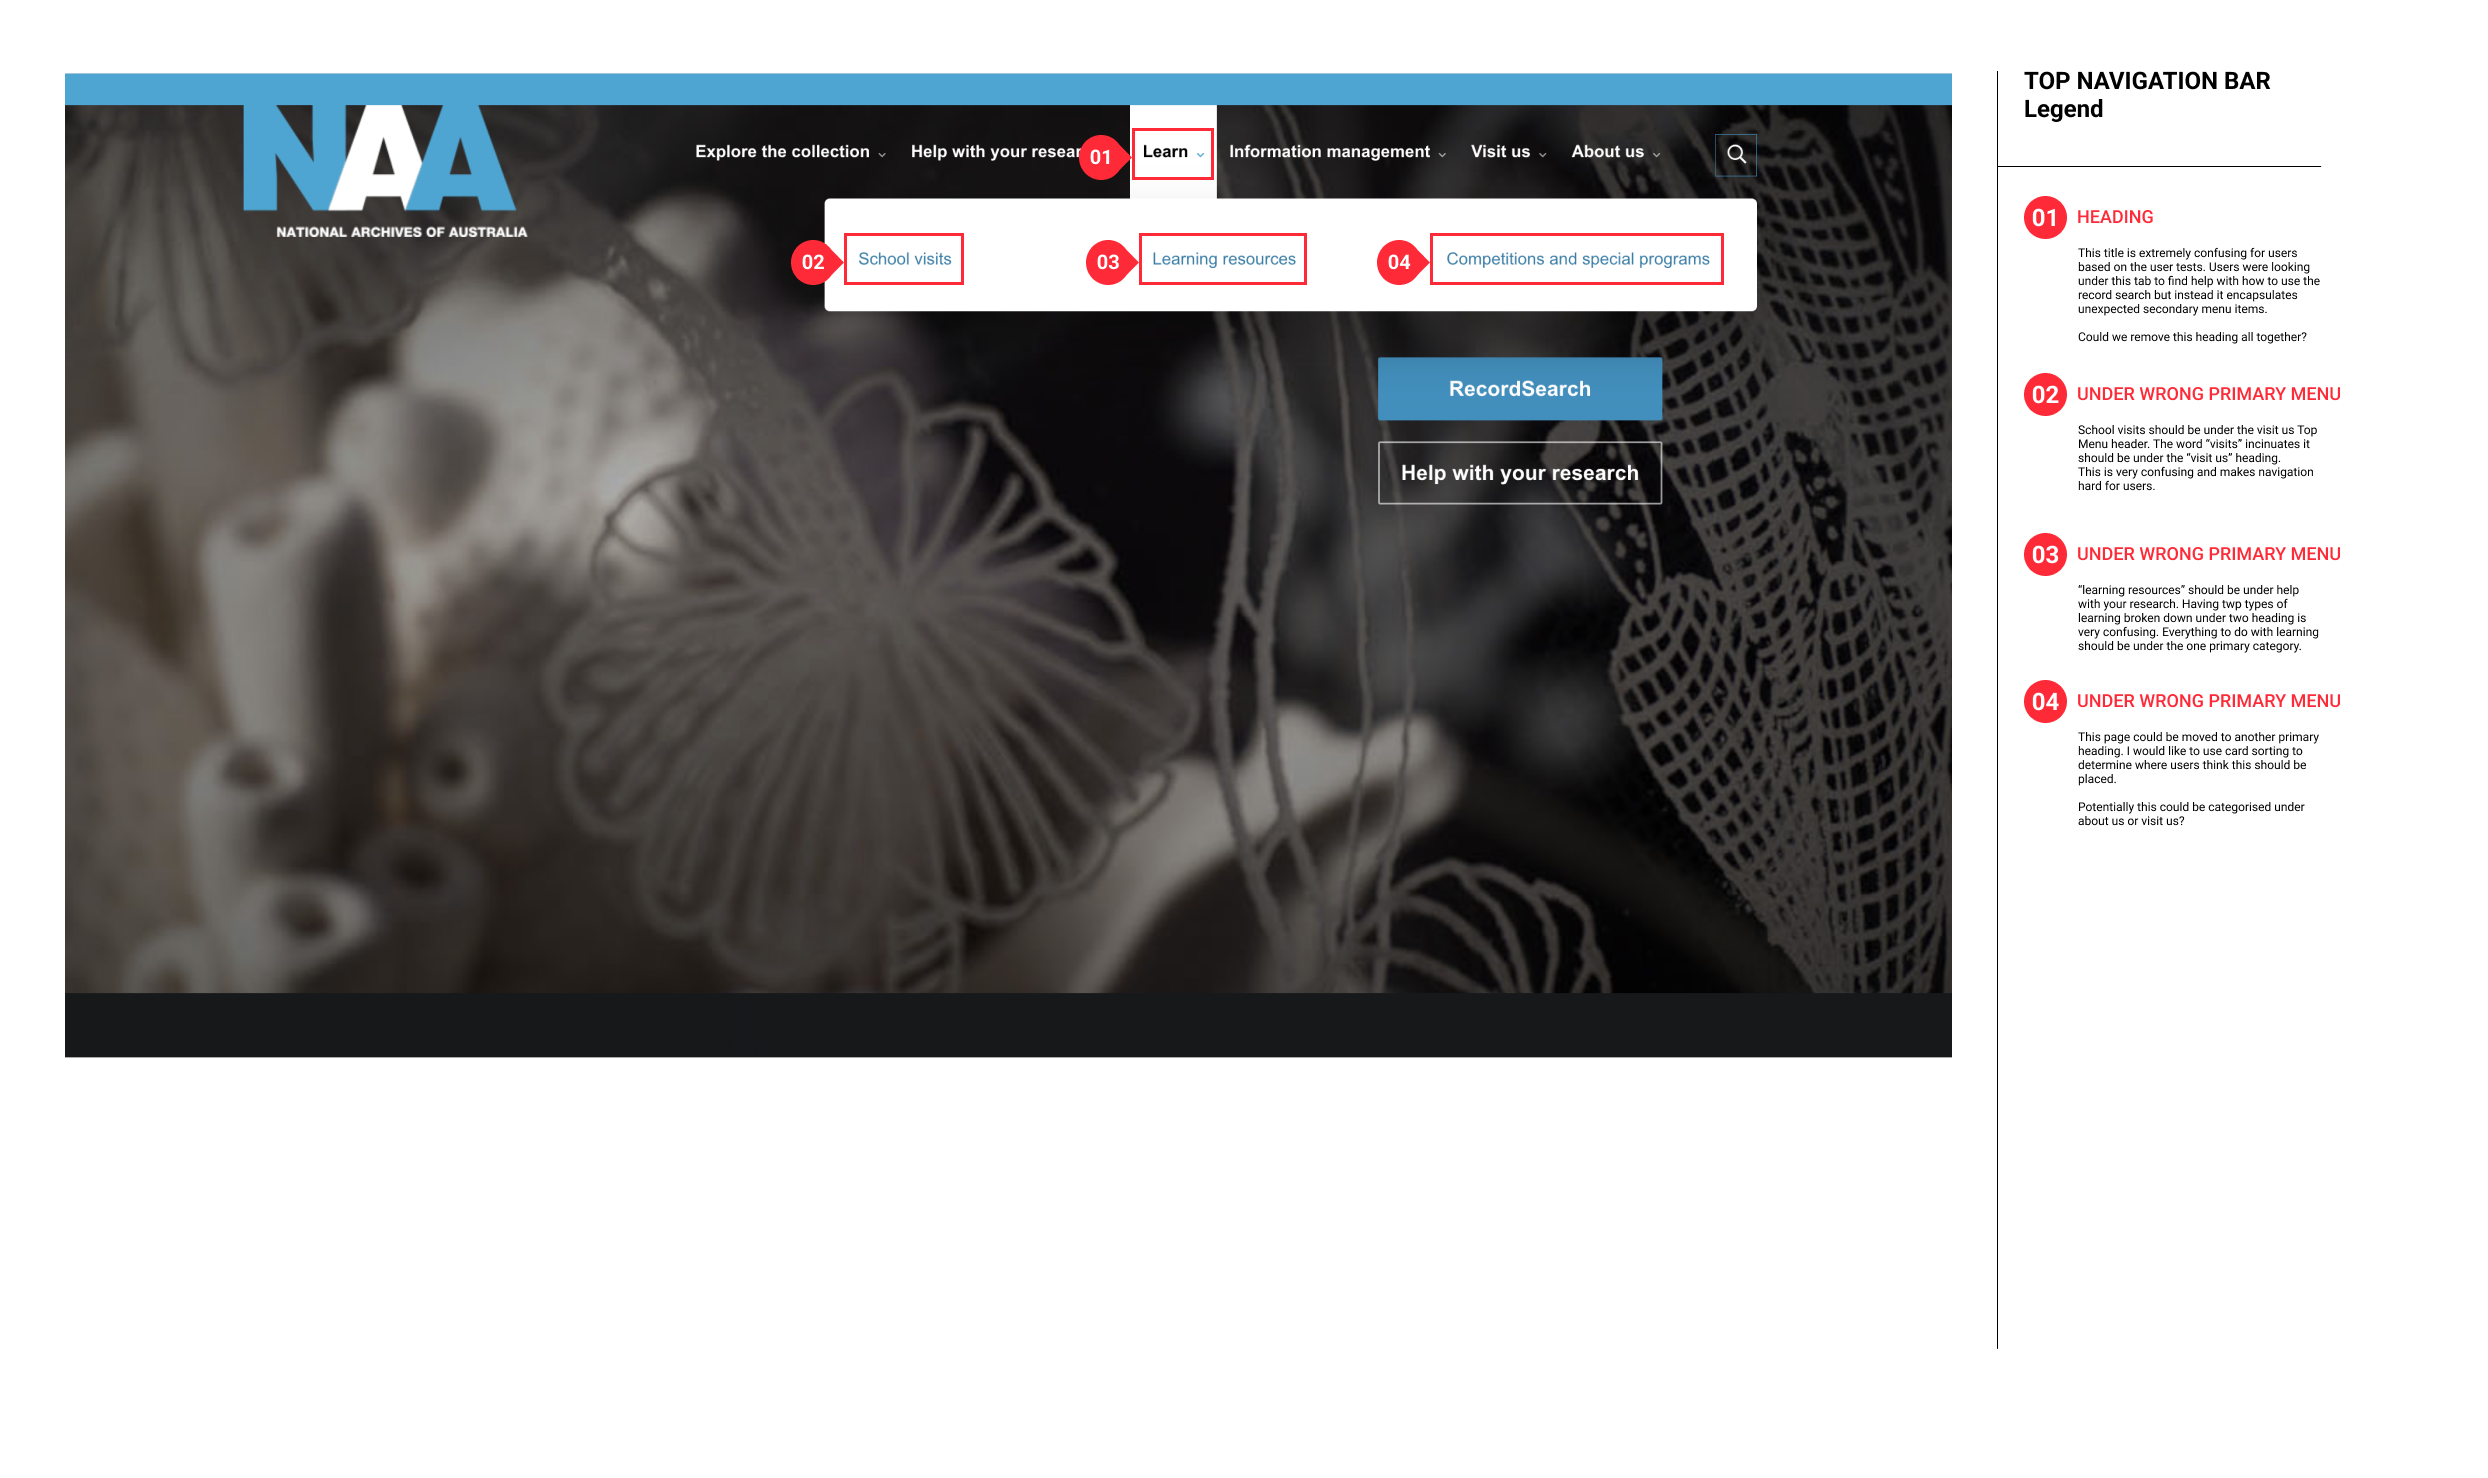 NAA
NATIONAL ARCHIVES OF AUSTRALIA
Explore the collection
Help with your resear
01
Learn
Information management
Visit us
About us
02
School visits
03
Learning resources
04
Competitions and special programs
RecordSearch
Help with your research
TOP NAVIGATION BAR
Legend
01 HEADING
This title is extremely confusing for users
based on the user tests. Users were looking
under this tab to find help with how to use the
record search but instead it encapsulates
unexpected secondary menu items.
Could we remove this heading all together?
02 UNDER WRONG PRIMARY MENU
School visits should be under the visit us Top
Menu header. The word “visits” incinuates it
should be under the “visit us” heading.
This is very confusing and makes navigation
hard for users.
03 UNDER WRONG PRIMARY MENU
“learning resources” should be under help
with your research. Having twp types of
learning broken down under two heading is
very confusing. Everything to do with learning
should be under the one primary category.
04 UNDER WRONG PRIMARY MENU
This page could be moved to another primary
heading. I would like to use card sorting to
determine where users think this should be
placed.
Potentially this could be categorised under
about us or visit us?